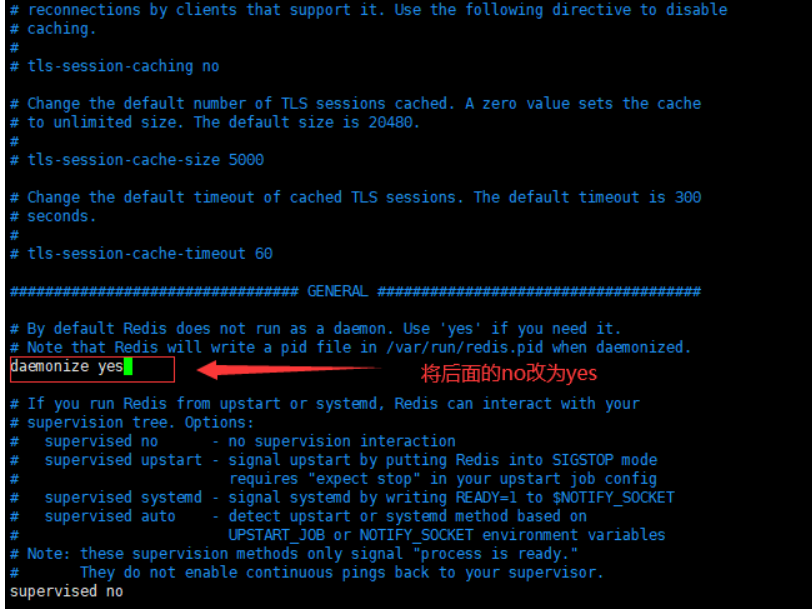 # reconnections by clients that support it. Use the following directive to disable
# caching.
#
# tls-session-caching no
# Change the default number of TLS sessions cached. A zero value sets the cache
# to unlimited size. The default size is 20480.
#
# tls-session-cache-size 5000
# Change the default timeout of cached TLS sessions. The default timeout is 300
# seconds.
#
# tls-session-cache-timeout 60
################################# GENERAL #####################################
# By default Redis does not run as a daemon. Use 'yes' if you need it.
# Note that Redis will write a pid file in /var/run/redis.pid when daemonized.
daemonize yes
将后面的no改为yes
# If you run Redis from upstart or systemd, Redis can interact with your
# supervision tree. Options:
#   supervised no      - no supervision interaction
#   supervised upstart - signal upstart by putting Redis into SIGSTOP mode
#                        requires "expect stop" in your upstart job config
#   supervised systemd - signal systemd by writing READY=1 to $NOTIFY_SOCKET
#   supervised auto    - detect upstart or systemd method based on
#                        UPSTART_JOB or NOTIFY_SOCKET environment variables
# Note: these supervision methods only signal "process is ready."
#       They do not enable continuous pings back to your supervisor.
supervised no